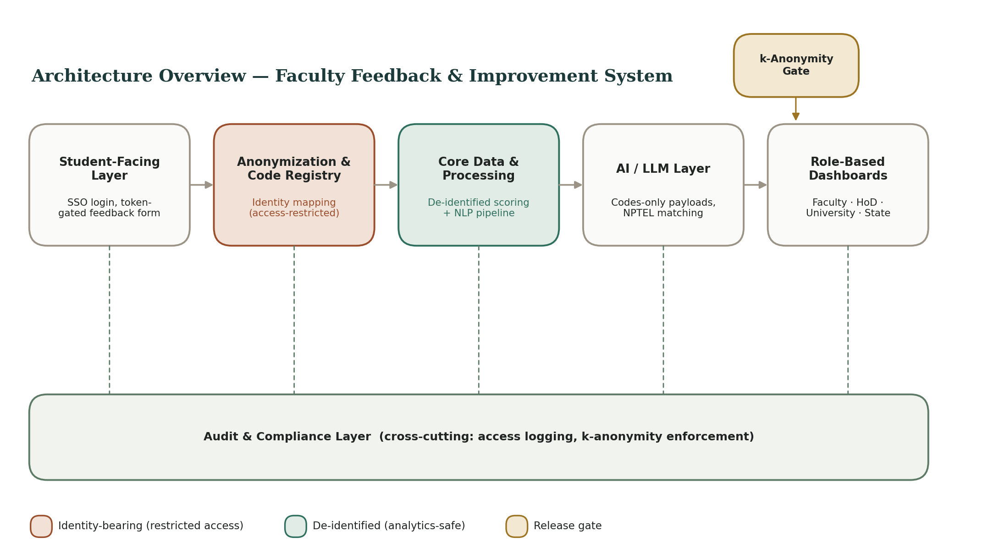 k-Anonymity
Gate
Architecture Overview — Faculty Feedback & Improvement System
Student-Facing
Layer
SSO login, token-
gated feedback form
Anonymization &
Code Registry
Identity mapping
(access-restricted)
Core Data &
Processing
De-identified scoring
+ NLP pipeline
AI / LLM Layer
Codes-only payloads,
NPTEL matching
Role-Based
Dashboards
Faculty · HoD ·
University · State
Audit & Compliance Layer (cross-cutting: access logging, k-anonymity enforcement)
Identity-bearing (restricted access)
De-identified (analytics-safe)
Release gate